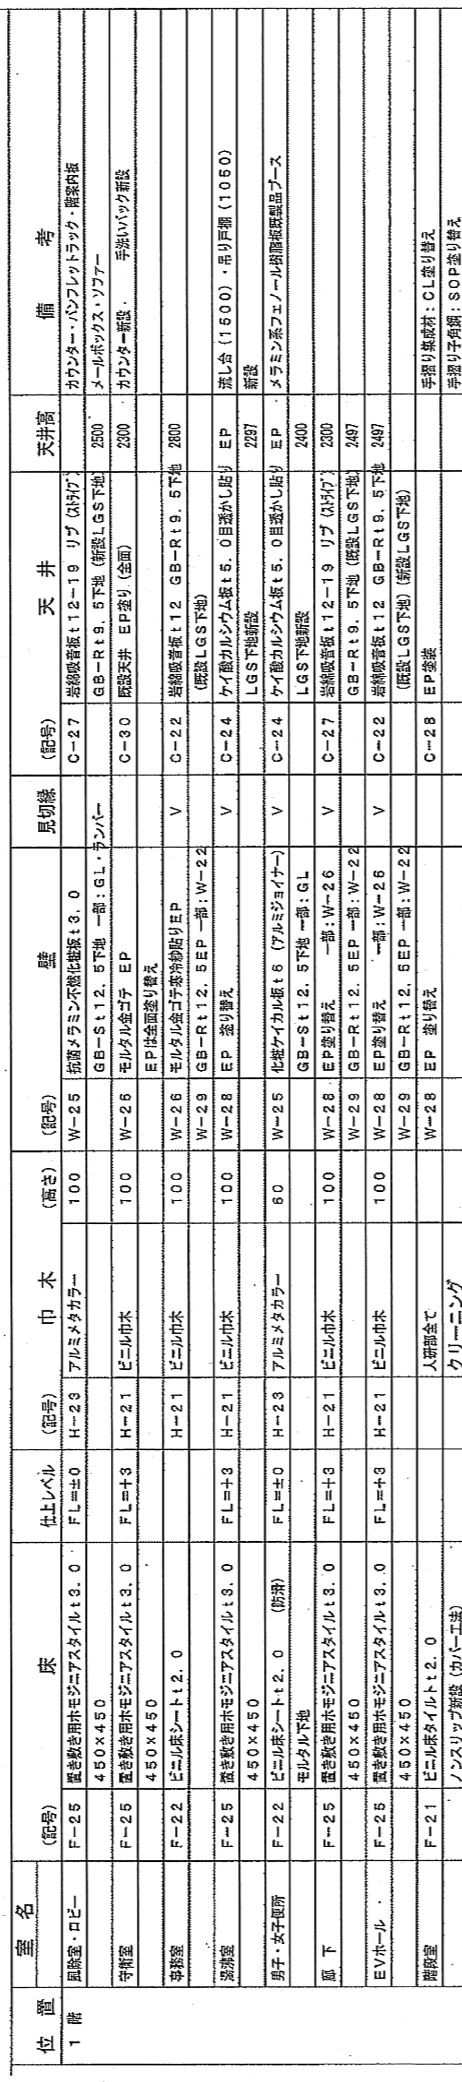 位 置 室 名 (記号) 床 仕上レベル (記号) 巾 木 (高さ) (記号) 壁 見切縁 (記号) 天 井 天井高 備 考
1 階 風除室・ロビー F-25 置き敷き用ホモジニアスタイルt3.0 FL=±0 H-23 アルミメタカラー 100 W-25 抗菌メラミン不燃化粧板t3.0 C-27 岩綿吸音板t12-19 リブ(ストライプ) カウンター・パンフレットラック・階案内板
450×450 GB-St12.5下地 一部:GL・ランバー GB-Rt9.5下地(新設LGS下地) 2500 メールボックス・ソファー
守衛室 F-25 置き敷き用ホモジニアスタイルt3.0 FL=+3 H-21 ビニル巾木 100 W-26 モルタル金ゴテ EP C-30 既設天井 EP塗り(全面) 2300 カウンター新設・ 手洗いバック新設
450×450 EPは全面塗り替え
事務室 F-22 ビニル床シートt2.0 H-21 ビニル巾木 100 W-26 モルタル金ゴテ寒冷紗貼りEP V C-22 岩綿吸音板t12 GB-Rt9.5下地 2800
W-29 GB-Rt12.5EP 一部:W-22 (既設LGS下地)
湯沸室 F-25 置き敷き用ホモジニアスタイルt3.0 FL=+3 H-21 ビニル巾木 100 W-28 EP 塗り替え V C-24 ケイ酸カルシウム板t5.0目透かし貼り EP 流し台(1500)・吊り戸棚(1050)
450×450 LGS下地新設 2297 新設
男子・女子便所 F-22 ビニル床シートt2.0 (防滑) FL=±0 H-23 アルミメタカラー 60 W-25 化粧ケイカル板t6(アルミジョイナー) V C-24 ケイ酸カルシウム板t5.0目透かし貼り EP メラミン系フェノール樹脂板既製品ブース
モルタル下地 GB-St12.5下地 一部:GL LGS下地新設 2400
廊 下 F-25 置き敷き用ホモジニアスタイルt3.0 FL=+3 H-21 ビニル巾木 100 W-28 EP塗り替え 一部:W-26 V C-27 岩綿吸音板t12-19 リブ(ストライプ) 2300
450×450 W-29 GB-Rt12.5EP 一部:W-22 GB-Rt9.5下地(既設LGS下地) 2497
EVホール F-25 置き敷き用ホモジニアスタイルt3.0 FL=+3 H-21 ビニル巾木 100 W-28 EP塗り替え 一部:W-26 V C-22 岩綿吸音板t12 GB-Rt9.5下地 2497
450×450 W-29 GB-Rt12.5EP 一部:W-22 (既設LGS下地)(新設LGS下地)
階段室 F-21 ビニル床タイルt2.0 人研部全て W-28 EP 塗り替え C-28 EP塗装 手摺り集成材:CL塗り替え
ノンスリップ新設(カバー工法) クリーニング 手摺り子角鋼:SOP塗り替え